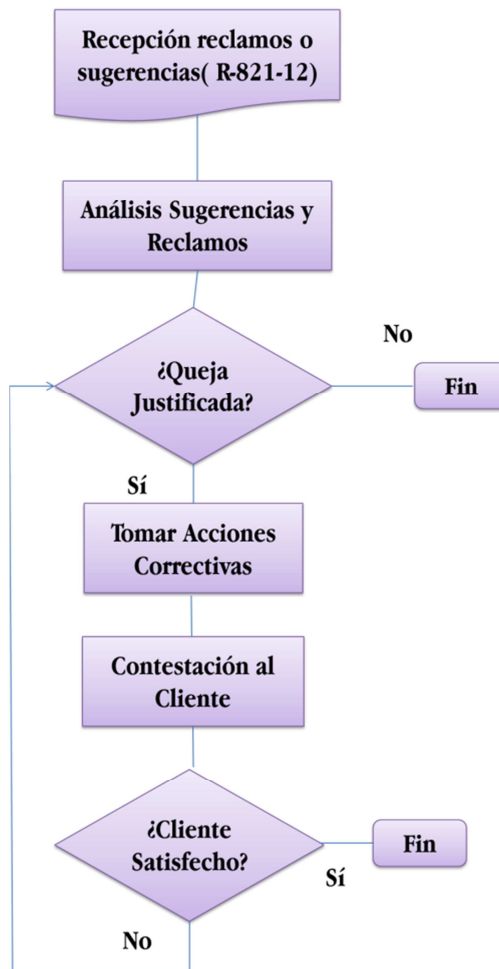 Recepción reclamos o
sugerencias( R-821-12)
Análisis Sugerencias y
Reclamos
¿Queja
Justificada?
No
Fin
Sí
Tomar Acciones
Correctivas
Contestación al
Cliente
¿Cliente
Satisfecho?
Fin
Sí
No